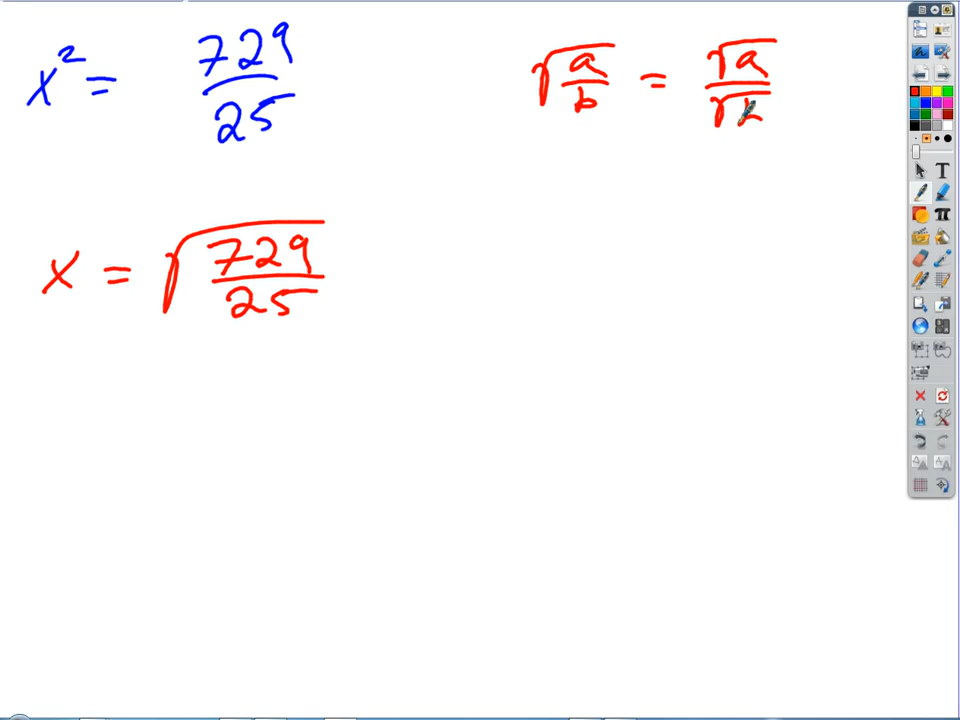 x² = 729/25
√(a/b) = √a/√b
x = √(729/25)